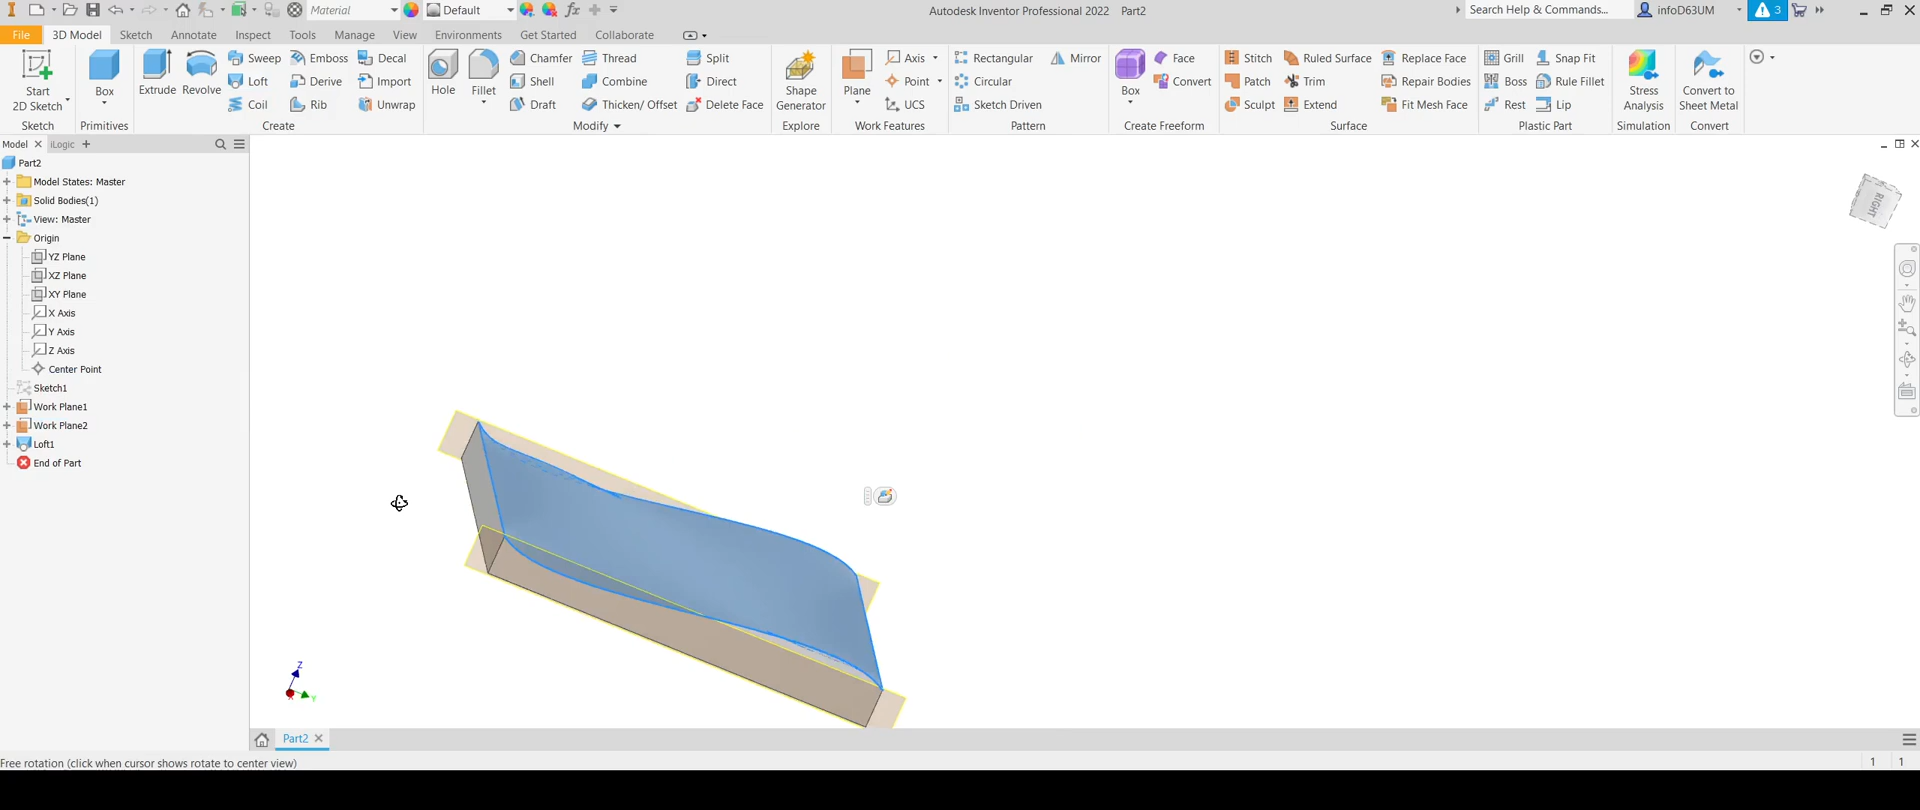 Material
Default
Autodesk Inventor Professional 2022 Part2
Search Help & Commands...
infoD63UM
3
File
3D Model
Sketch
Annotate
Inspect
Tools
Manage
View
Environments
Get Started
Collaborate
Start
2D Sketch
Sketch
Box
Primitives
Extrude
Revolve
Sweep
Loft
Coil
Emboss
Derive
Rib
Decal
Import
Unwrap
Create
Hole
Fillet
Chamfer
Shell
Draft
Thread
Combine
Thicken/ Offset
Split
Direct
Delete Face
Modify
Shape
Generator
Explore
Plane
Axis
Point
UCS
Work Features
Rectangular
Circular
Sketch Driven
Mirror
Pattern
Box
Face
Convert
Create Freeform
Stitch
Patch
Sculpt
Ruled Surface
Trim
Extend
Replace Face
Repair Bodies
Fit Mesh Face
Surface
Grill
Boss
Rest
Snap Fit
Rule Fillet
Lip
Plastic Part
Stress
Analysis
Simulation
Convert to
Sheet Metal
Convert
Model
iLogic
Part2
Model States: Master
Solid Bodies(1)
View: Master
Origin
YZ Plane
XZ Plane
XY Plane
X Axis
Y Axis
Z Axis
Center Point
Sketch1
Work Plane1
Work Plane2
Loft1
End of Part
RIGHT
Z
Y
Part2
Free rotation (click when cursor shows rotate to center view)
1 1